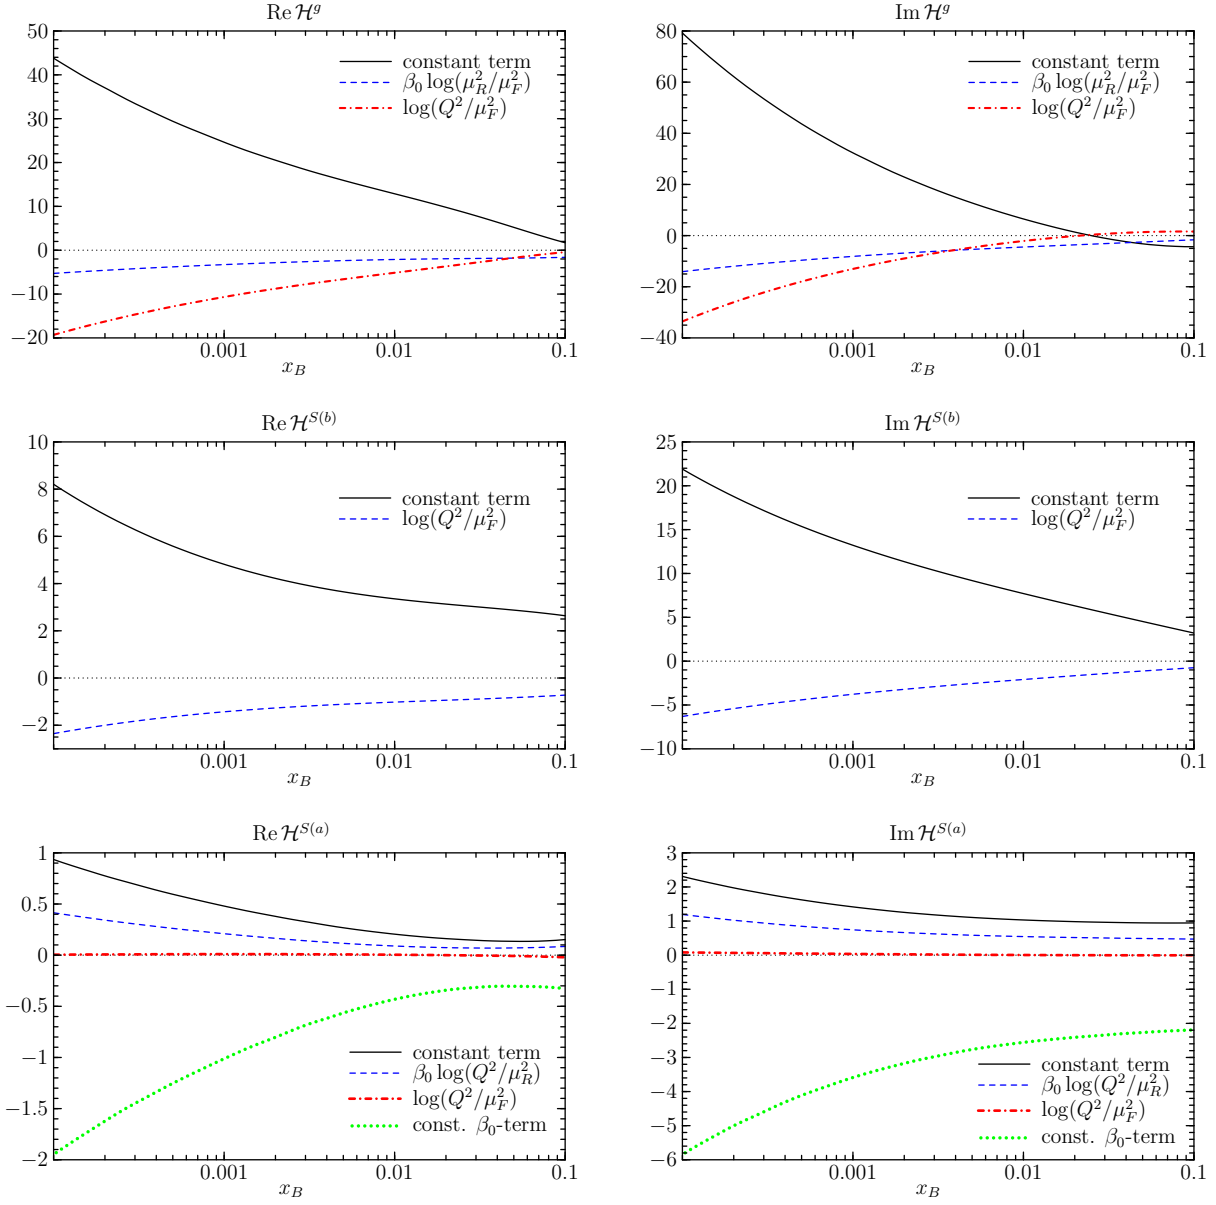 Re ℋ^g
50
40
30
20
10
0
−10
−20
constant term
β₀ log(μ_R²/μ_F²)
log(Q²/μ_F²)
0.001
0.01
0.1
x_B
Im ℋ^g
80
60
40
20
0
−20
−40
constant term
β₀ log(μ_R²/μ_F²)
log(Q²/μ_F²)
0.001
0.01
0.1
x_B
Re ℋ^{S(b)}
10
8
6
4
2
0
−2
constant term
log(Q²/μ_F²)
0.001
0.01
0.1
x_B
Im ℋ^{S(b)}
25
20
15
10
5
0
−5
−10
constant term
log(Q²/μ_F²)
0.001
0.01
0.1
x_B
Re ℋ^{S(a)}
1
0.5
0
−0.5
−1
−1.5
−2
constant term
β₀ log(Q²/μ_R²)
log(Q²/μ_F²)
const. β₀-term
0.001
0.01
0.1
x_B
Im ℋ^{S(a)}
3
2
1
0
−1
−2
−3
−4
−5
−6
constant term
β₀ log(Q²/μ_R²)
log(Q²/μ_F²)
const. β₀-term
0.001
0.01
0.1
x_B